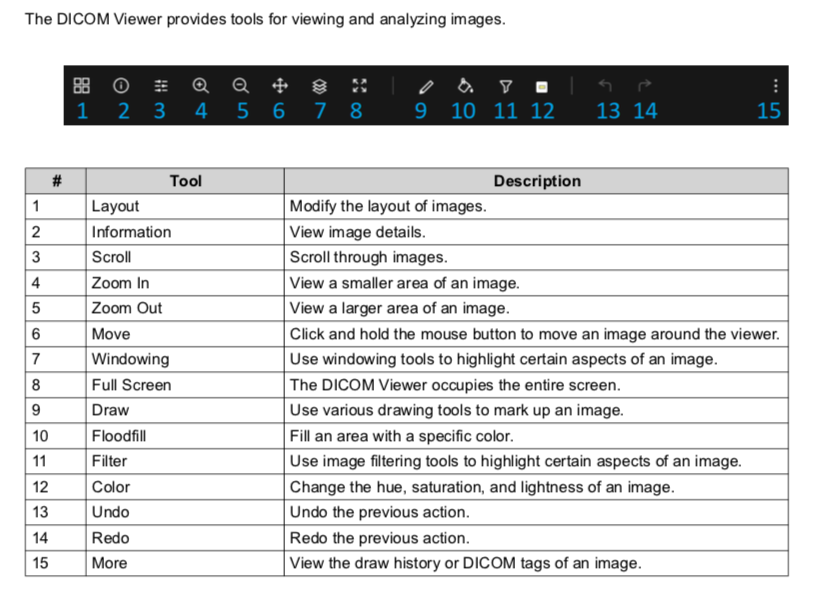 The DICOM Viewer provides tools for viewing and analyzing images.
1 2 3 4 5 6 7 8 9 10 11 12 13 14 15
# Tool Description
1 Layout Modify the layout of images.
2 Information View image details.
3 Scroll Scroll through images.
4 Zoom In View a smaller area of an image.
5 Zoom Out View a larger area of an image.
6 Move Click and hold the mouse button to move an image around the viewer.
7 Windowing Use windowing tools to highlight certain aspects of an image.
8 Full Screen The DICOM Viewer occupies the entire screen.
9 Draw Use various drawing tools to mark up an image.
10 Floodfill Fill an area with a specific color.
11 Filter Use image filtering tools to highlight certain aspects of an image.
12 Color Change the hue, saturation, and lightness of an image.
13 Undo Undo the previous action.
14 Redo Redo the previous action.
15 More View the draw history or DICOM tags of an image.